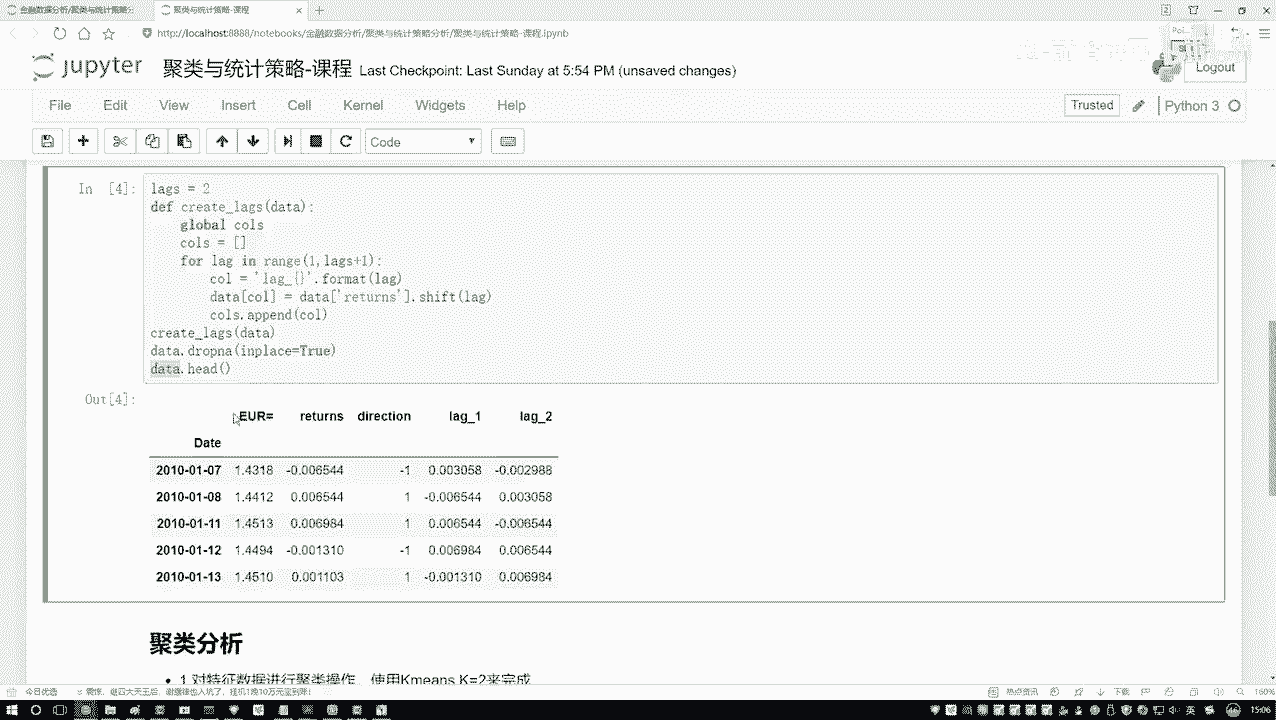 金融数据分析/聚类与统计策略分
聚类与统计策略-课程
http://localhost:8888/notebooks/金融数据分析/聚类与统计策略分析/聚类与统计策略-课程.ipynb
jupyter 聚类与统计策略-课程 Last Checkpoint: Last Sunday at 5:54 PM (unsaved changes)
Logout
File Edit View Insert Cell Kernel Widgets Help
Trusted Python 3
Code
In [4]:
lags = 2
def create_lags(data):
global cols
cols = []
for lag in range(1,lags+1):
col = 'lag_{}'.format(lag)
data[col] = data['returns'].shift(lag)
cols.append(col)
create_lags(data)
data.dropna(inplace=True)
data.head()
Out[4]:
EUR= returns direction lag_1 lag_2
Date
2010-01-07 1.4318 -0.006544 -1 0.003058 -0.002988
2010-01-08 1.4412 0.006544 1 -0.006544 0.003058
2010-01-11 1.4513 0.006984 1 0.006544 -0.006544
2010-01-12 1.4494 -0.001310 -1 0.006984 0.006544
2010-01-13 1.4510 0.001103 1 -0.001310 0.006984
聚类分析
1 对特征数据进行聚类操作，使用Kmeans K=2来完成
今日优选
热点资讯
下载
160%
英
15:06